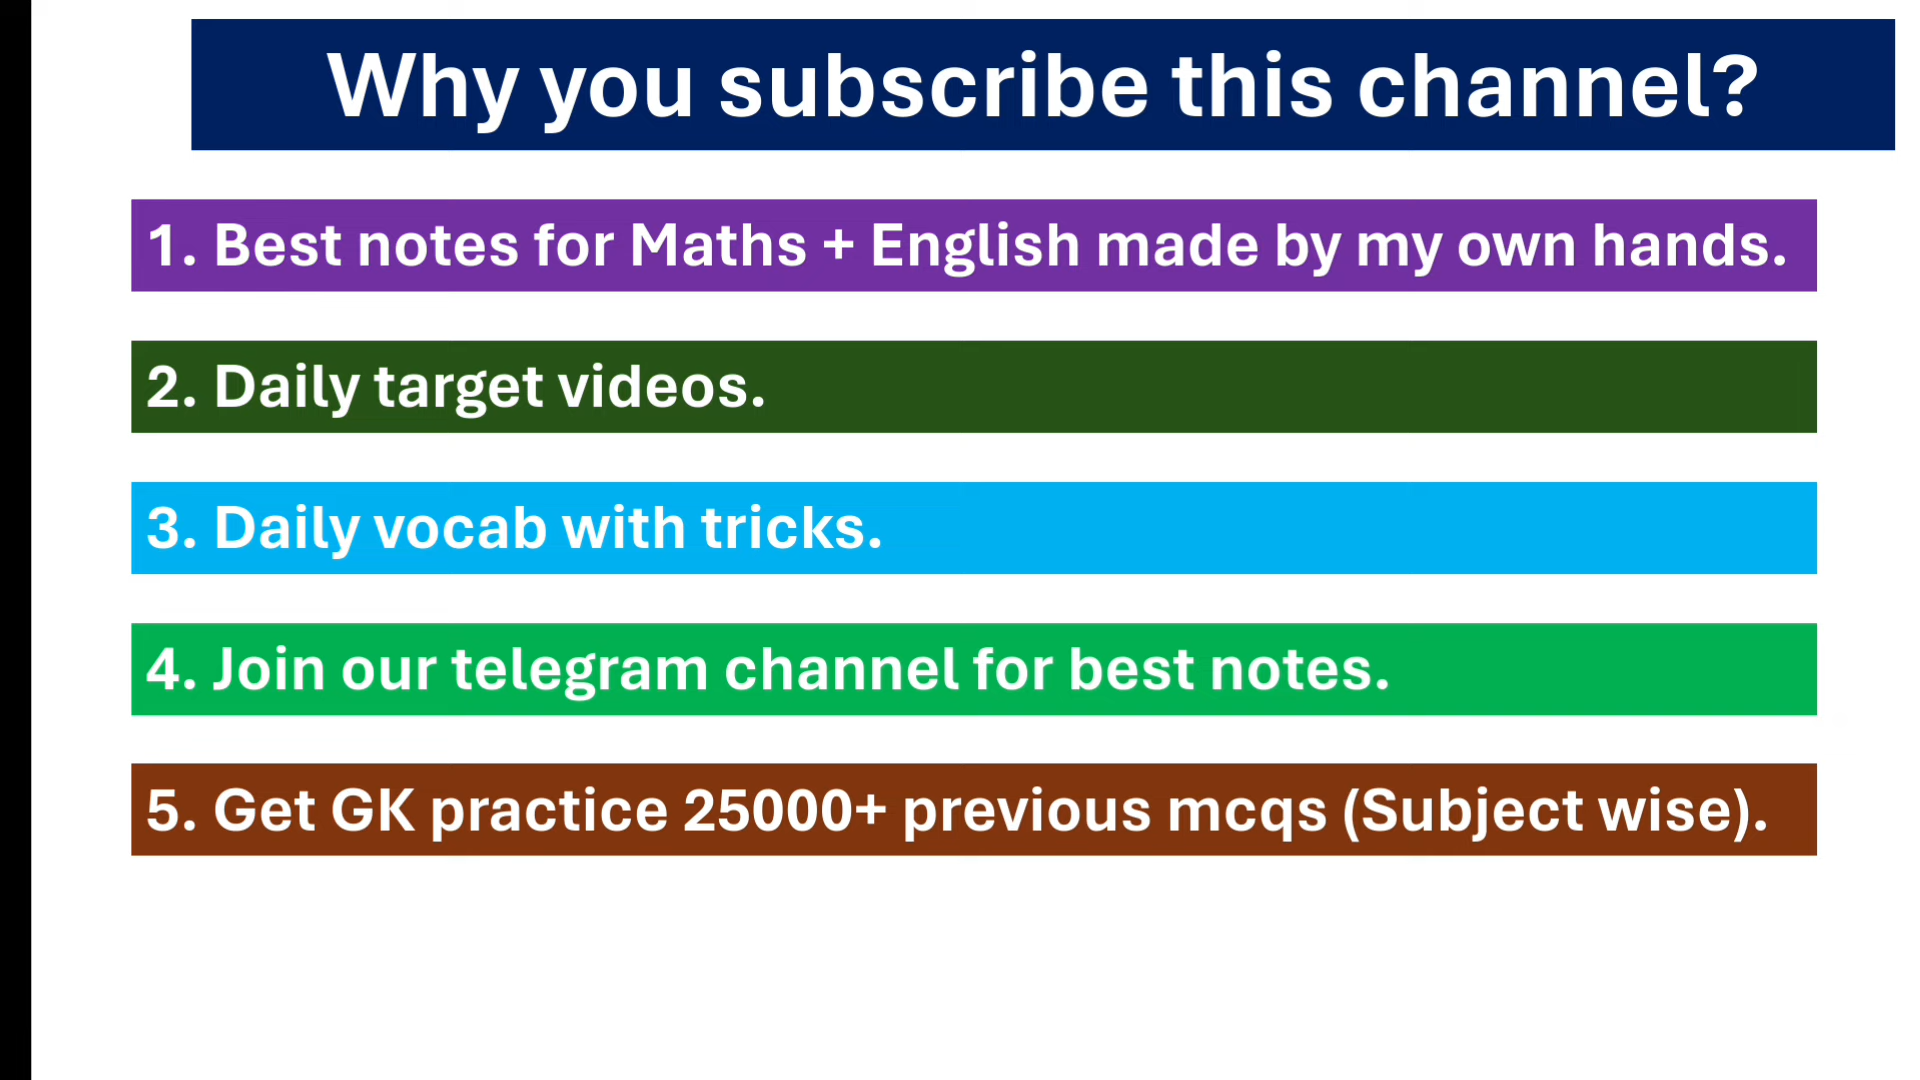 Why you subscribe this channel?
1. Best notes for Maths + English made by my own hands.
2. Daily target videos.
3. Daily vocab with tricks.
4. Join our telegram channel for best notes.
5. Get GK practice 25000+ previous mcqs (Subject wise).